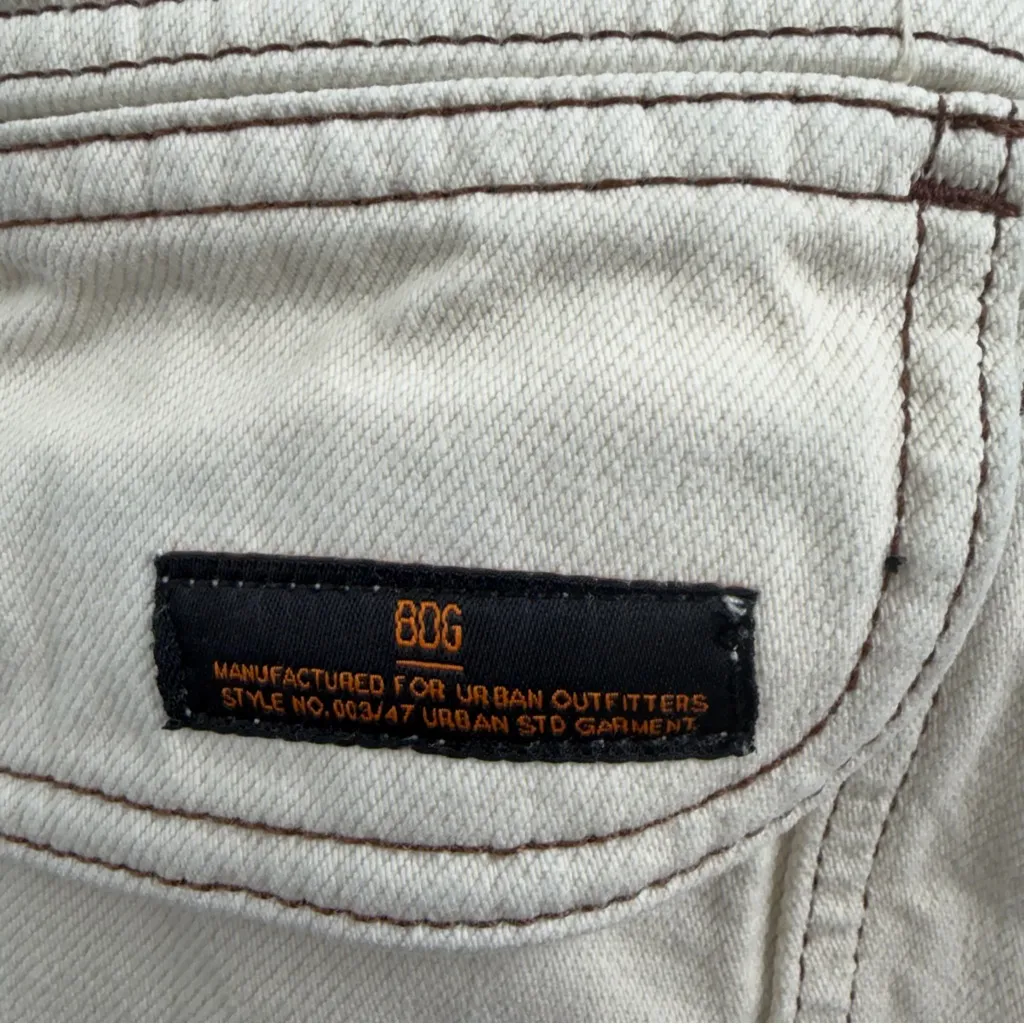 BDG
MANUFACTURED FOR URBAN OUTFITTERS
STYLE NO. 003/47 URBAN STD GARMENT